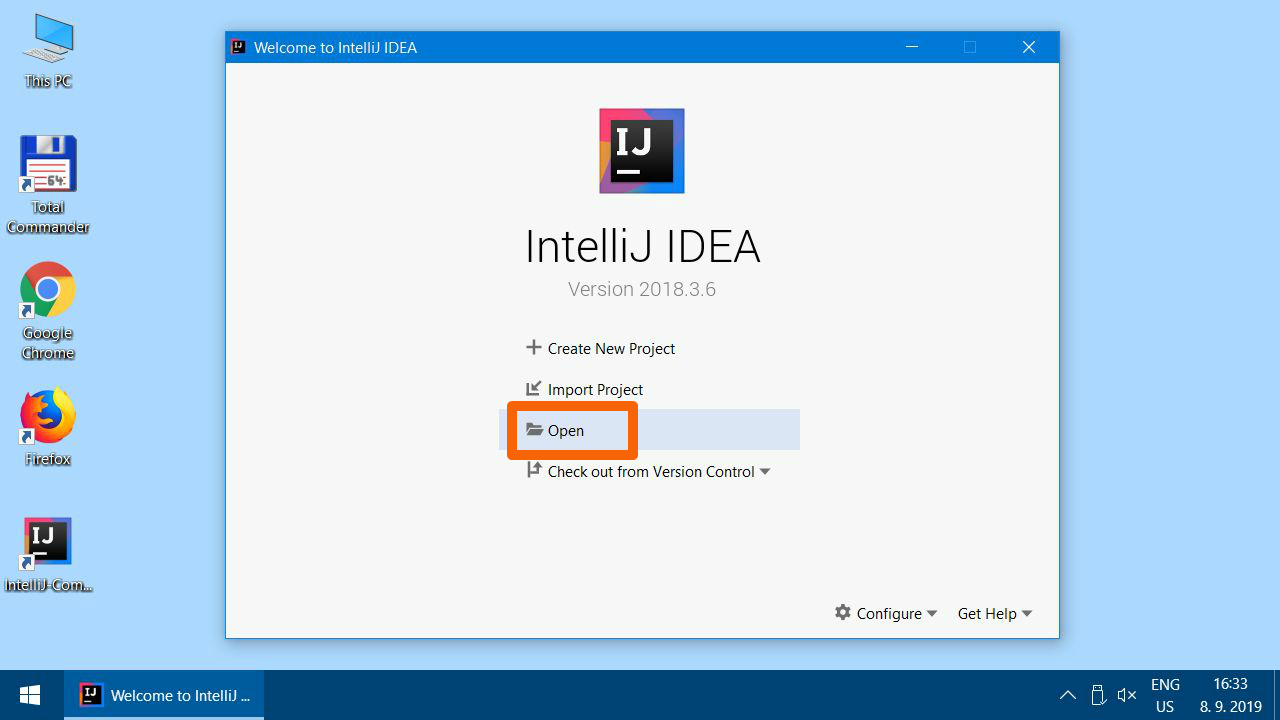 This PC
64
Total
Commander
Google
Chrome
Firefox
IJ
IntelliJ-Com...
IJ
Welcome to IntelliJ IDEA
IJ
IntelliJ IDEA
Version 2018.3.6
Create New Project
Import Project
Open
Check out from Version Control
Configure
Get Help
IJ
Welcome to IntelliJ ...
ENG
US
16:33
8. 9. 2019